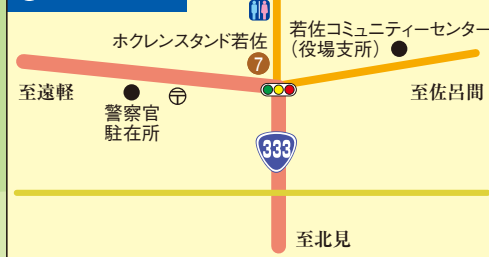 若佐コミュニティーセンター
(役場支所)
ホクレンスタンド若佐
7
至遠軽
至佐呂間
〒
警察官
駐在所
333
至北見